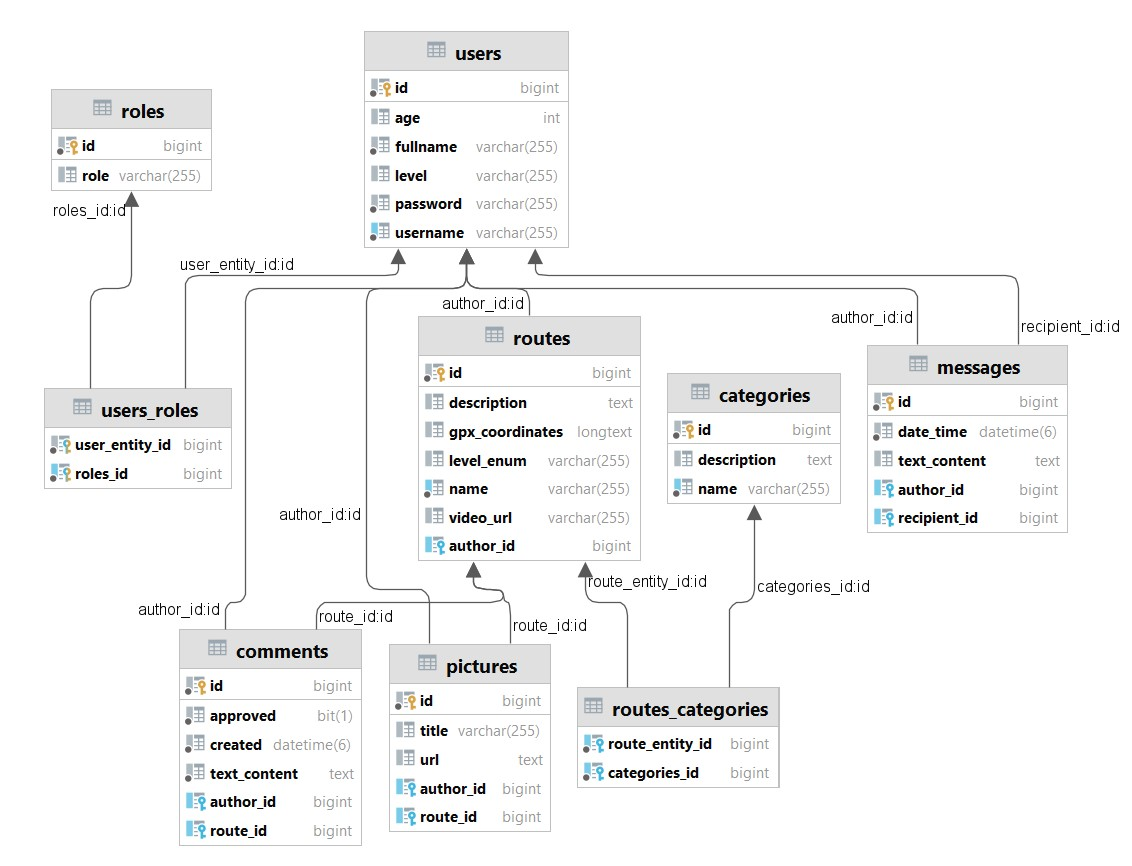 users
id bigint
age int
fullname varchar(255)
level varchar(255)
password varchar(255)
username varchar(255)
roles
id bigint
role varchar(255)
roles_id:id
user_entity_id:id
author_id:id
author_id:id
recipient_id:id
users_roles
user_entity_id bigint
roles_id bigint
routes
id bigint
description text
gpx_coordinates longtext
level_enum varchar(255)
name varchar(255)
video_url varchar(255)
author_id bigint
categories
id bigint
description text
name varchar(255)
messages
id bigint
date_time datetime(6)
text_content text
author_id bigint
recipient_id bigint
author_id:id
route_entity_id:id
categories_id:id
author_id:id
route_id:id
route_id:id
comments
id bigint
approved bit(1)
created datetime(6)
text_content text
author_id bigint
route_id bigint
pictures
id bigint
title varchar(255)
url text
author_id bigint
route_id bigint
routes_categories
route_entity_id bigint
categories_id bigint